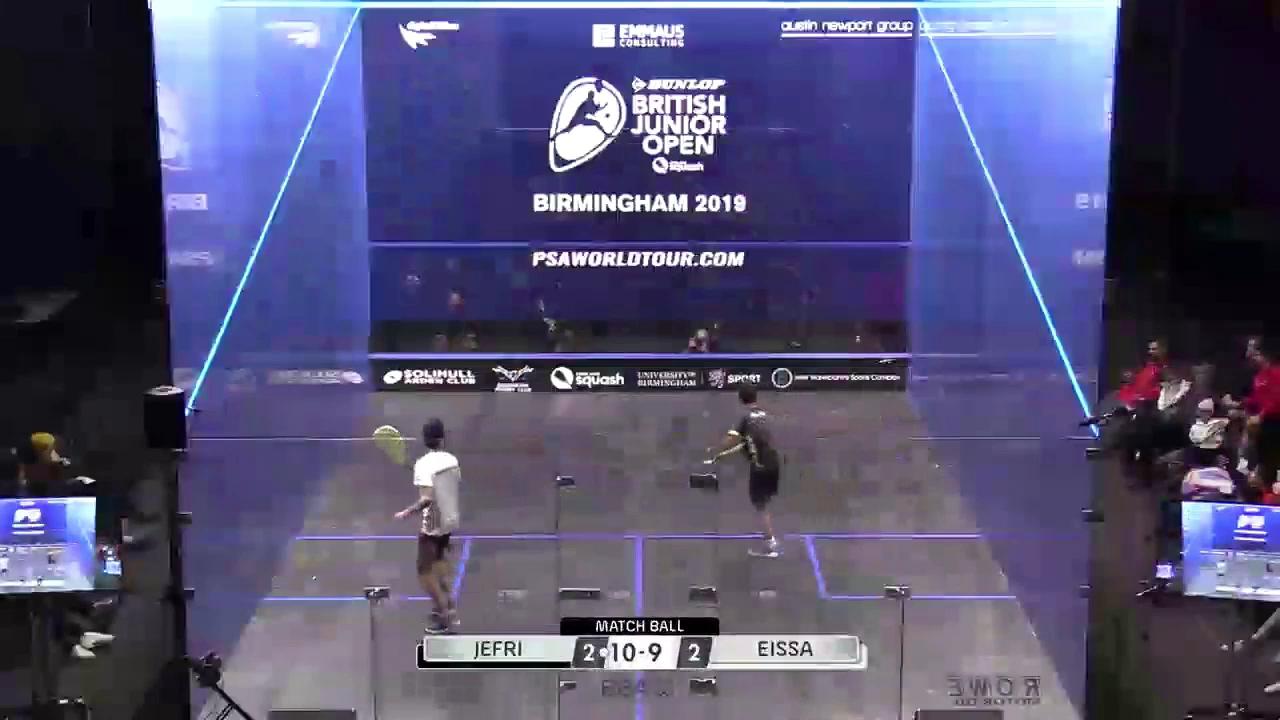 EMMAUS
CONSULTING
austin newport group
DUNLOP
BRITISH
JUNIOR
OPEN
BIRMINGHAM 2019
PSAWORLDTOUR.COM
SOLIHULL
ARDEN CLUB
squash
UNIVERSITY OF
BIRMINGHAM
SPORT
MATCH BALL
JEFRI 2 10-9 2 EISSA
ROWE